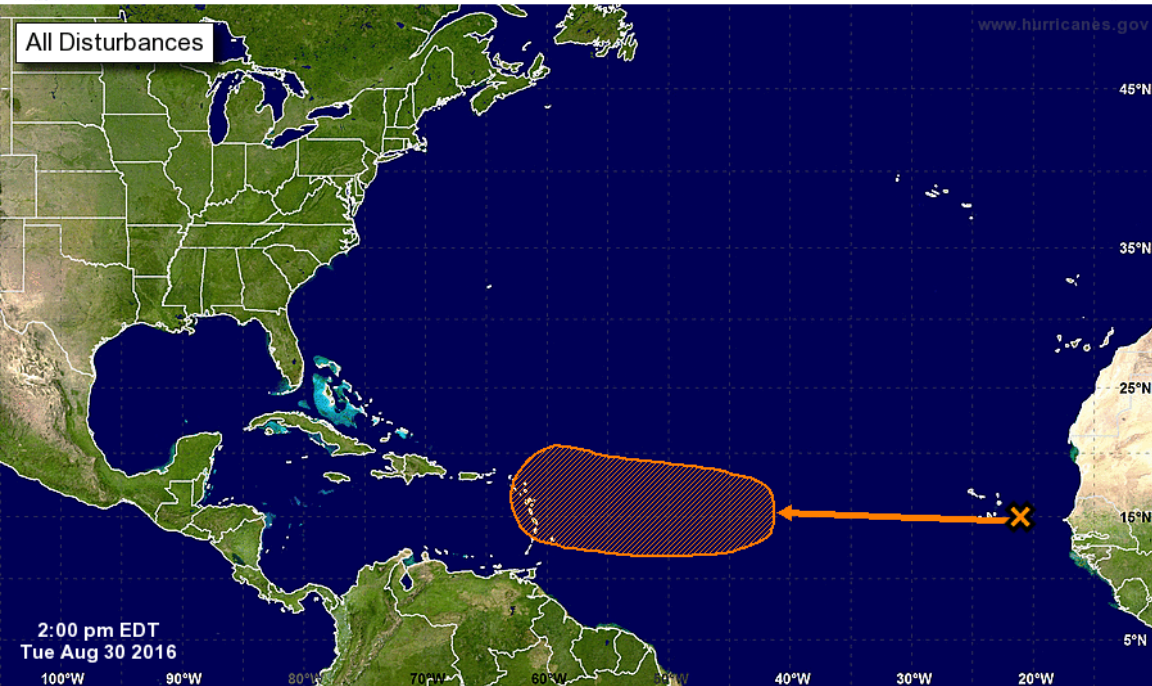 www.hurricanes.gov
All Disturbances
45°N
35°N
25°N
15°N
5°N
2:00 pm EDT
Tue Aug 30 2016
100°W 90°W 80°W 70°W 60°W 50°W 40°W 30°W 20°W